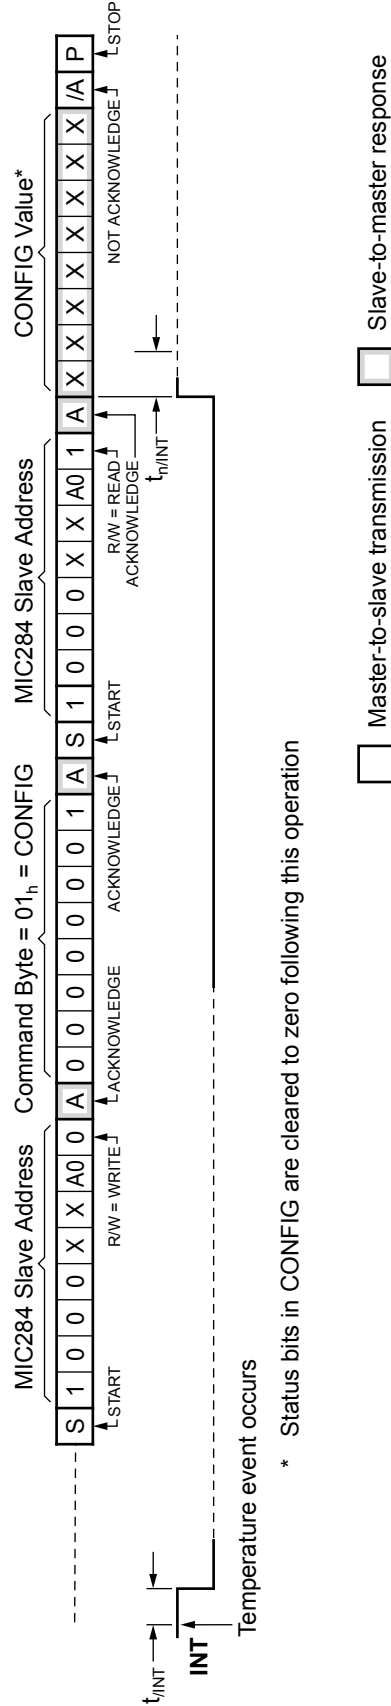 MIC284 Slave Address Command Byte = 01h = CONFIG MIC284 Slave Address CONFIG Value*
S 1 0 0 0 X X A0 0 A 0 0 0 0 0 0 0 1 A S 1 0 0 0 X X A0 1 A X X X X X X X X /A P
START R/W = WRITE ACKNOWLEDGE ACKNOWLEDGE START R/W = READ NOT ACKNOWLEDGE STOP
ACKNOWLEDGE
t/INT tn/INT
INT
Temperature event occurs
* Status bits in CONFIG are cleared to zero following this operation
Master-to-slave transmission Slave-to-master response